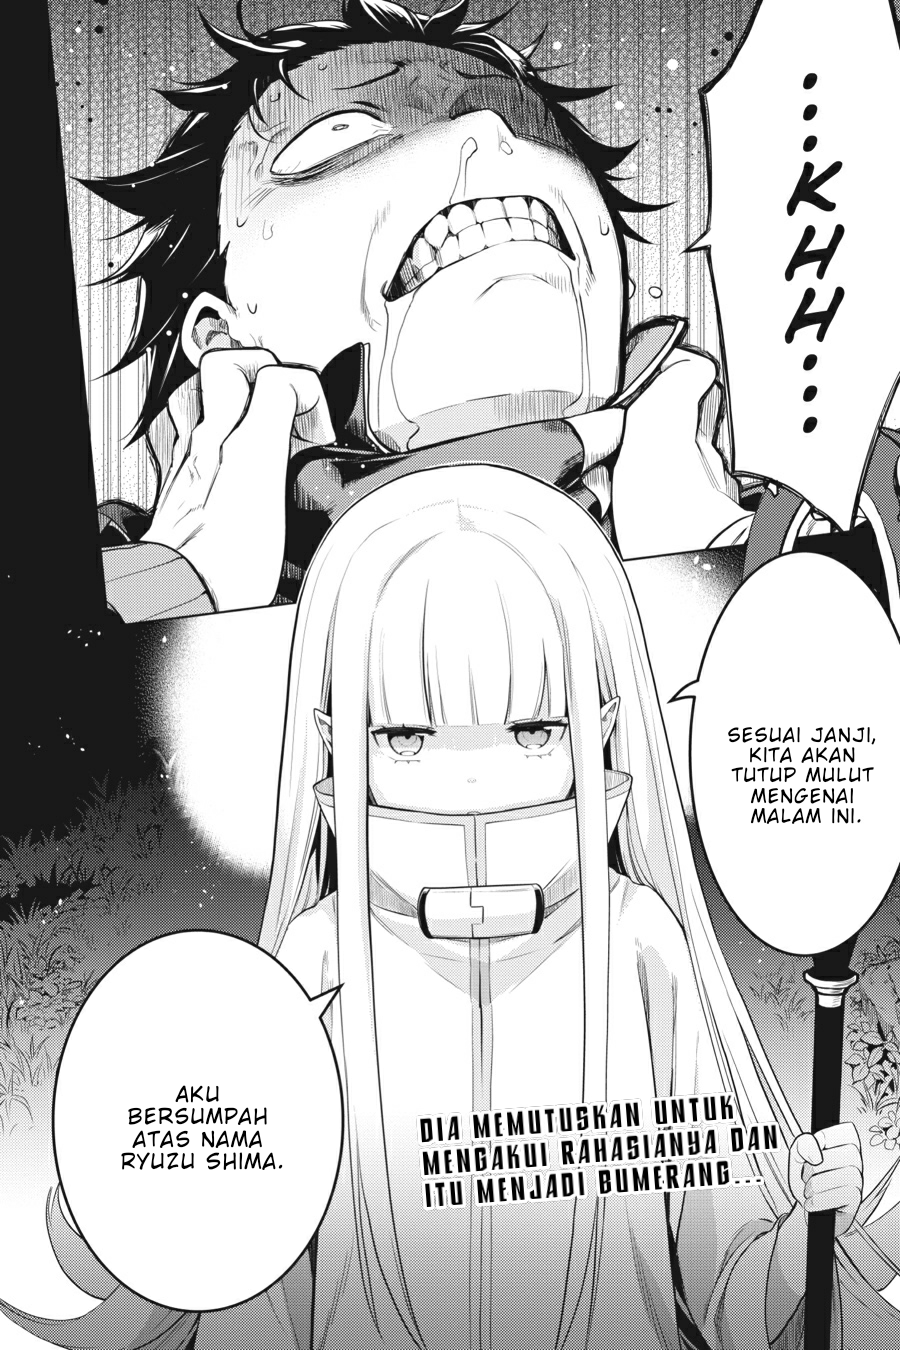 ...KHH...
SESUAI JANJI,
KITA AKAN
TUTUP MULUT
MENGENAI
MALAM INI.
AKU
BERSUMPAH
ATAS NAMA
RYUZU SHIMA.
DIA MEMUTUSKAN UNTUK
MENGAKUI RAHASIANYA DAN
ITU MENJADI BUMERANG...